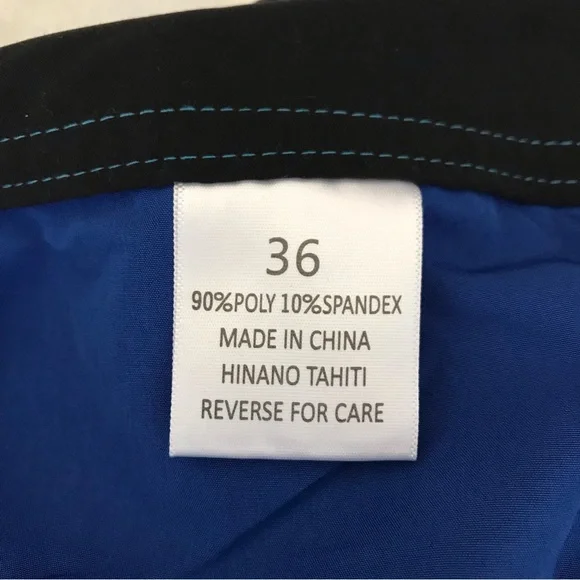 36
90%POLY 10%SPANDEX
MADE IN CHINA
HINANO TAHITI
REVERSE FOR CARE